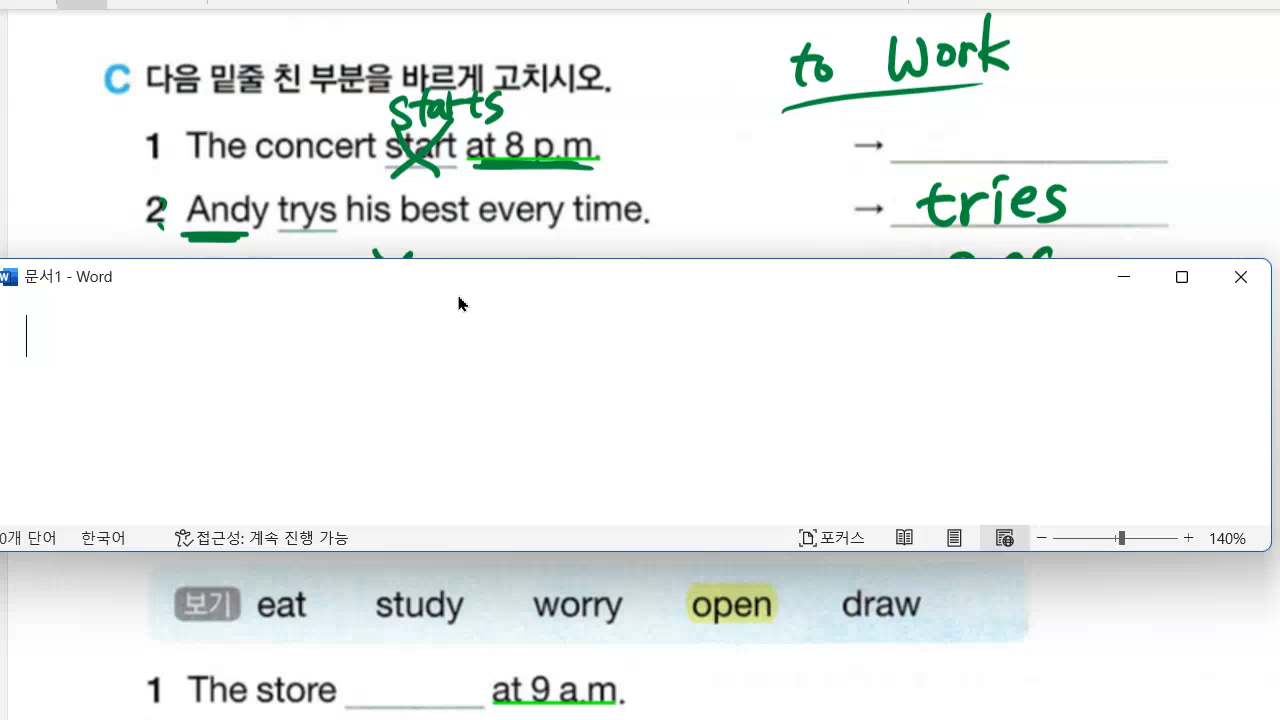 to Work
C 다음 밑줄 친 부분을 바르게 고치시오.
starts
1 The concert start at 8 p.m. →
2 Andy trys his best every time. → tries
문서1 - Word
0개 단어 한국어 접근성: 계속 진행 가능 포커스 140%
보기 eat study worry open draw
1 The store at 9 a.m.